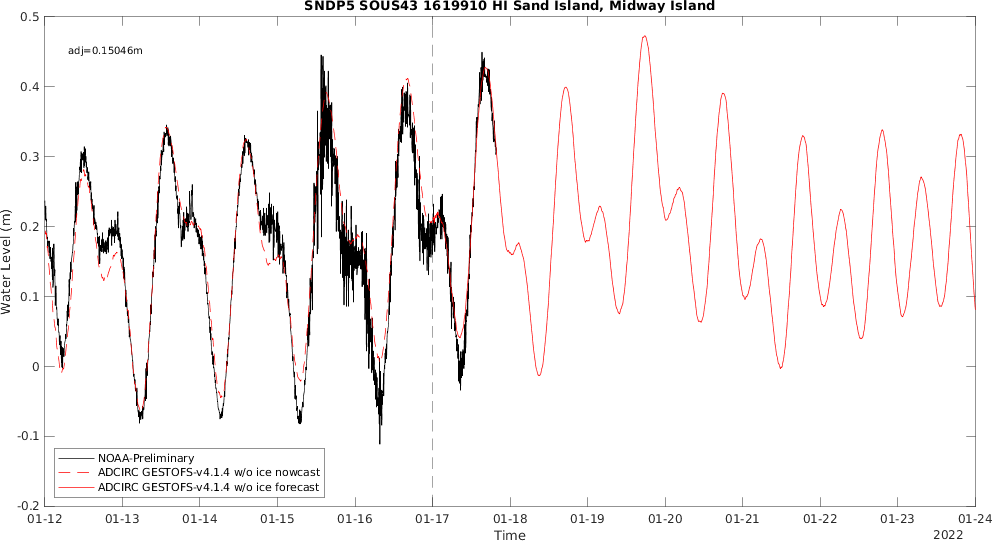 SNDP5 SOUS43 1619910 HI Sand Island, Midway Island
0.5
adj=0.15046m
0.4
0.3
0.2
0.1
0
-0.1
-0.2
Water Level (m)
NOAA-Preliminary
ADCIRC GESTOFS-v4.1.4 w/o ice nowcast
ADCIRC GESTOFS-v4.1.4 w/o ice forecast
01-12 01-13 01-14 01-15 01-16 01-17 01-18 01-19 01-20 01-21 01-22 01-23 01-24
Time
2022